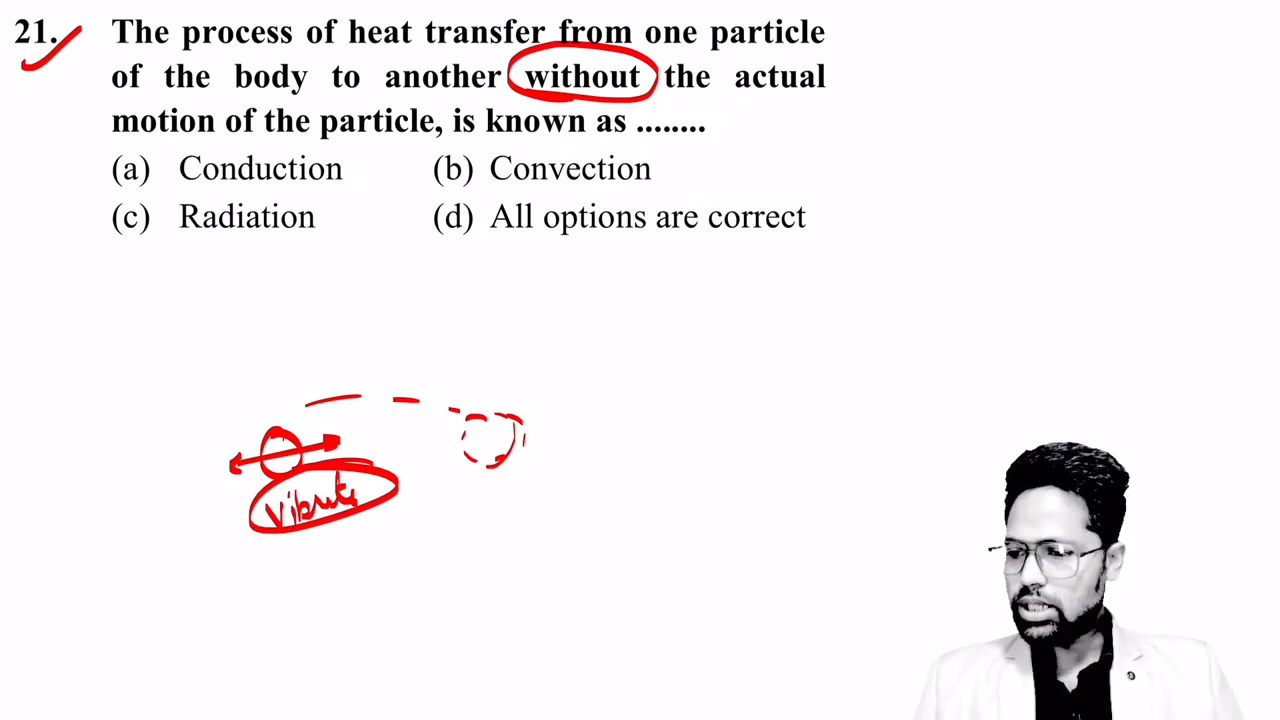 21. The process of heat transfer from one particle
of the body to another without the actual
motion of the particle, is known as ........
(a) Conduction (b) Convection
(c) Radiation (d) All options are correct
Vibrate